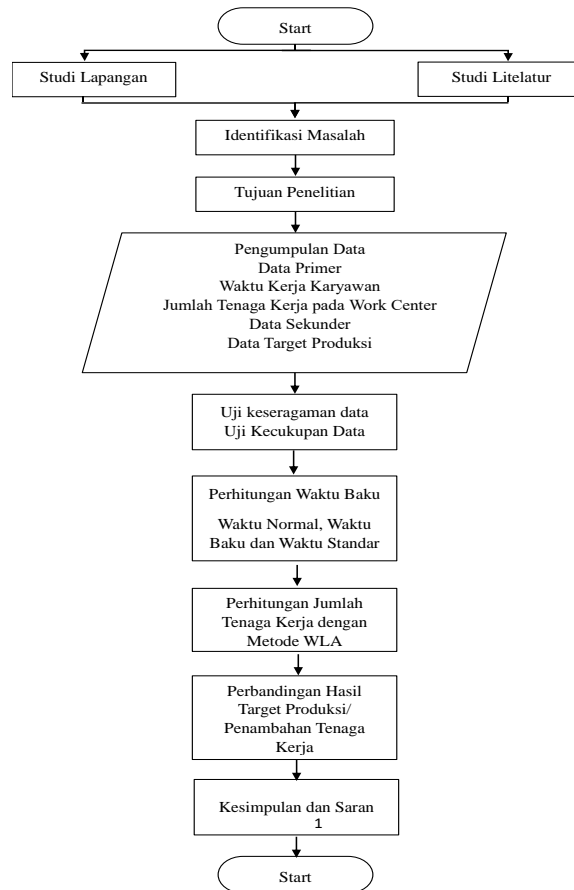 Start
Studi Lapangan
Studi Litelatur
Identifikasi Masalah
Tujuan Penelitian
Pengumpulan Data
Data Primer
Waktu Kerja Karyawan
Jumlah Tenaga Kerja pada Work Center
Data Sekunder
Data Target Produksi
Uji keseragaman data
Uji Kecukupan Data
Perhitungan Waktu Baku
Waktu Normal, Waktu
Baku dan Waktu Standar
Perhitungan Jumlah
Tenaga Kerja dengan
Metode WLA
Perbandingan Hasil
Target Produksi/
Penambahan Tenaga
Kerja
Kesimpulan dan Saran
1
Start